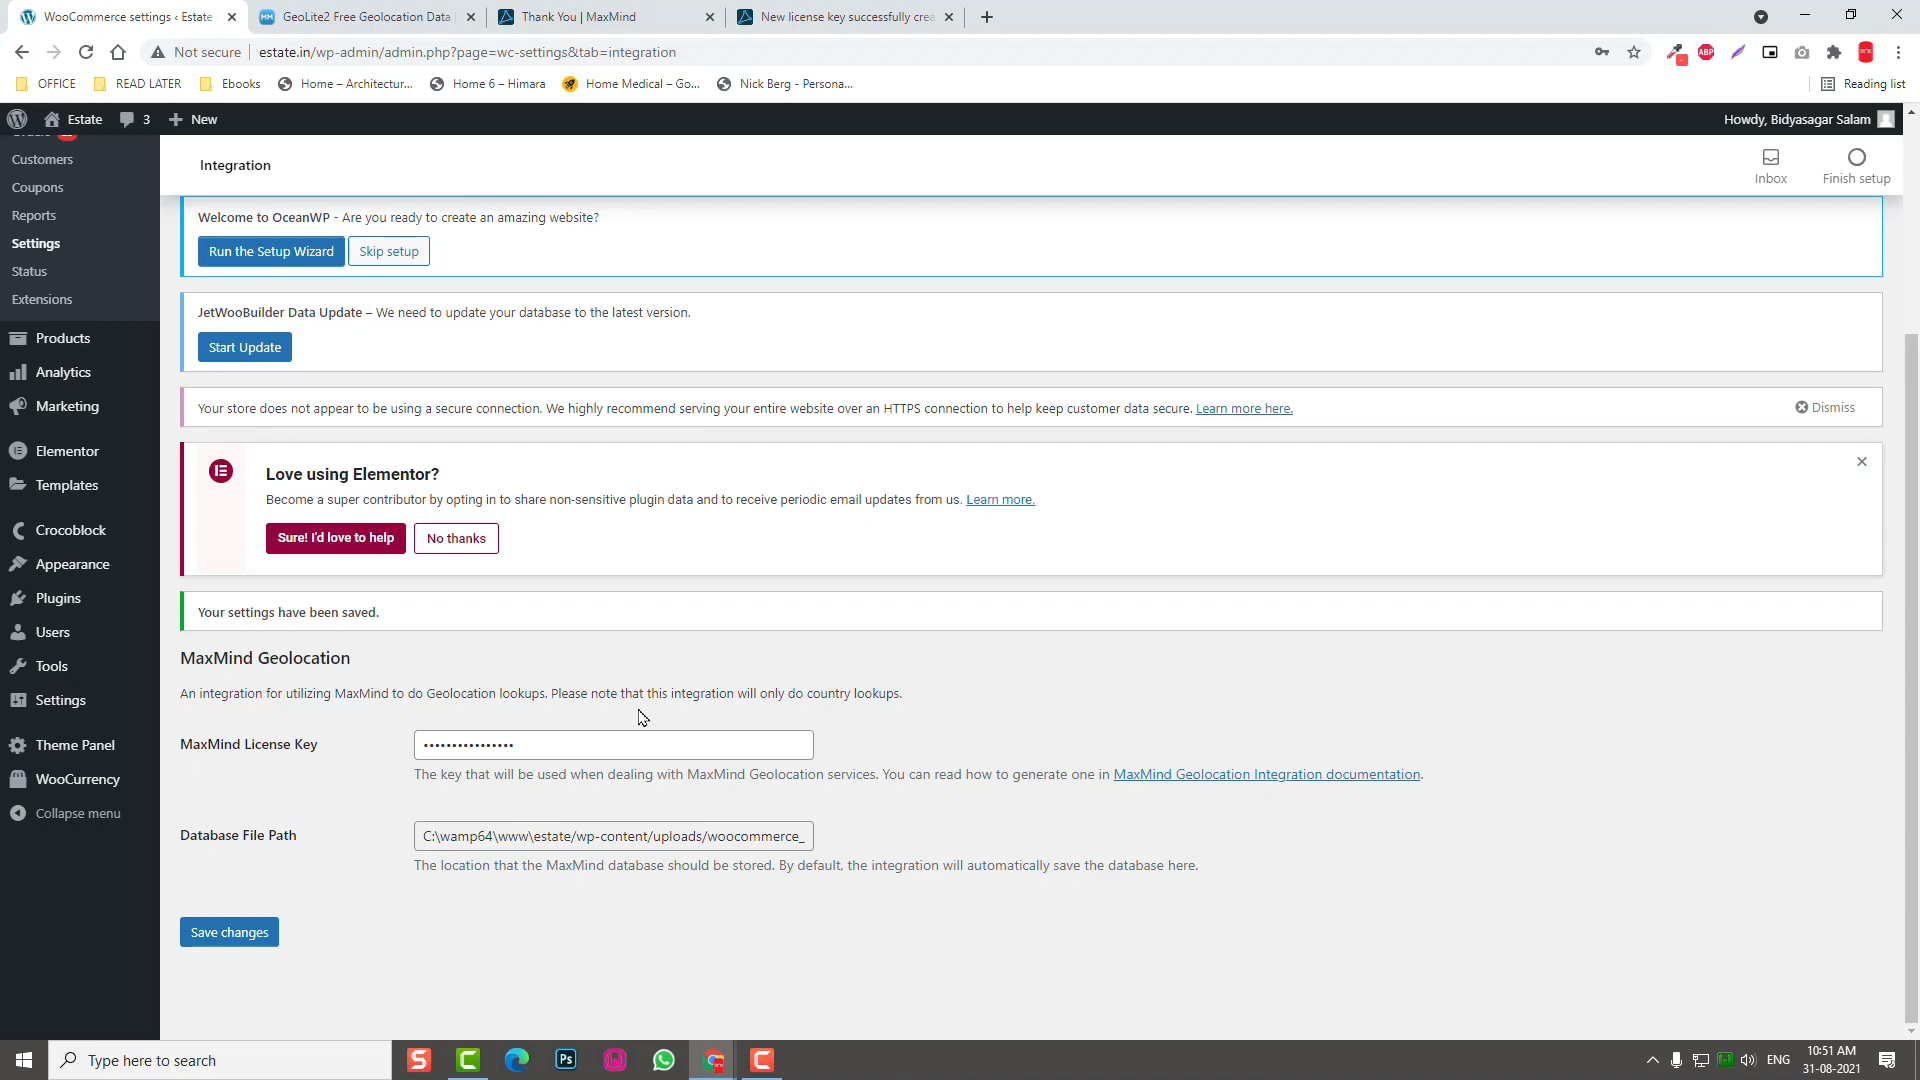 WooCommerce settings ‹ Estate
GeoLite2 Free Geolocation Data
Thank You | MaxMind
New license key successfully crea
Not secure
estate.in/wp-admin/admin.php?page=wc-settings&tab=integration
ABP
OFFICE
READ LATER
Ebooks
Home – Architectur...
Home 6 – Himara
Home Medical – Go...
Nick Berg - Persona...
Reading list
Estate
3
New
Howdy, Bidyasagar Salam
Customers
Coupons
Reports
Settings
Status
Extensions
Products
Analytics
Marketing
Elementor
Templates
Crocoblock
Appearance
Plugins
Users
Tools
Settings
Theme Panel
WooCurrency
Collapse menu
Integration
Inbox
Finish setup
Welcome to OceanWP - Are you ready to create an amazing website?
Run the Setup Wizard
Skip setup
JetWooBuilder Data Update – We need to update your database to the latest version.
Start Update
Your store does not appear to be using a secure connection. We highly recommend serving your entire website over an HTTPS connection to help keep customer data secure. Learn more here.
Dismiss
Love using Elementor?
Become a super contributor by opting in to share non-sensitive plugin data and to receive periodic email updates from us. Learn more.
Sure! I'd love to help
No thanks
Your settings have been saved.
MaxMind Geolocation
An integration for utilizing MaxMind to do Geolocation lookups. Please note that this integration will only do country lookups.
MaxMind License Key
••••••••••••••••
The key that will be used when dealing with MaxMind Geolocation services. You can read how to generate one in MaxMind Geolocation Integration documentation.
Database File Path
C:\wamp64\www\estate/wp-content/uploads/woocommerce_
The location that the MaxMind database should be stored. By default, the integration will automatically save the database here.
Save changes
Type here to search
Ps
ENG
10:51 AM
31-08-2021